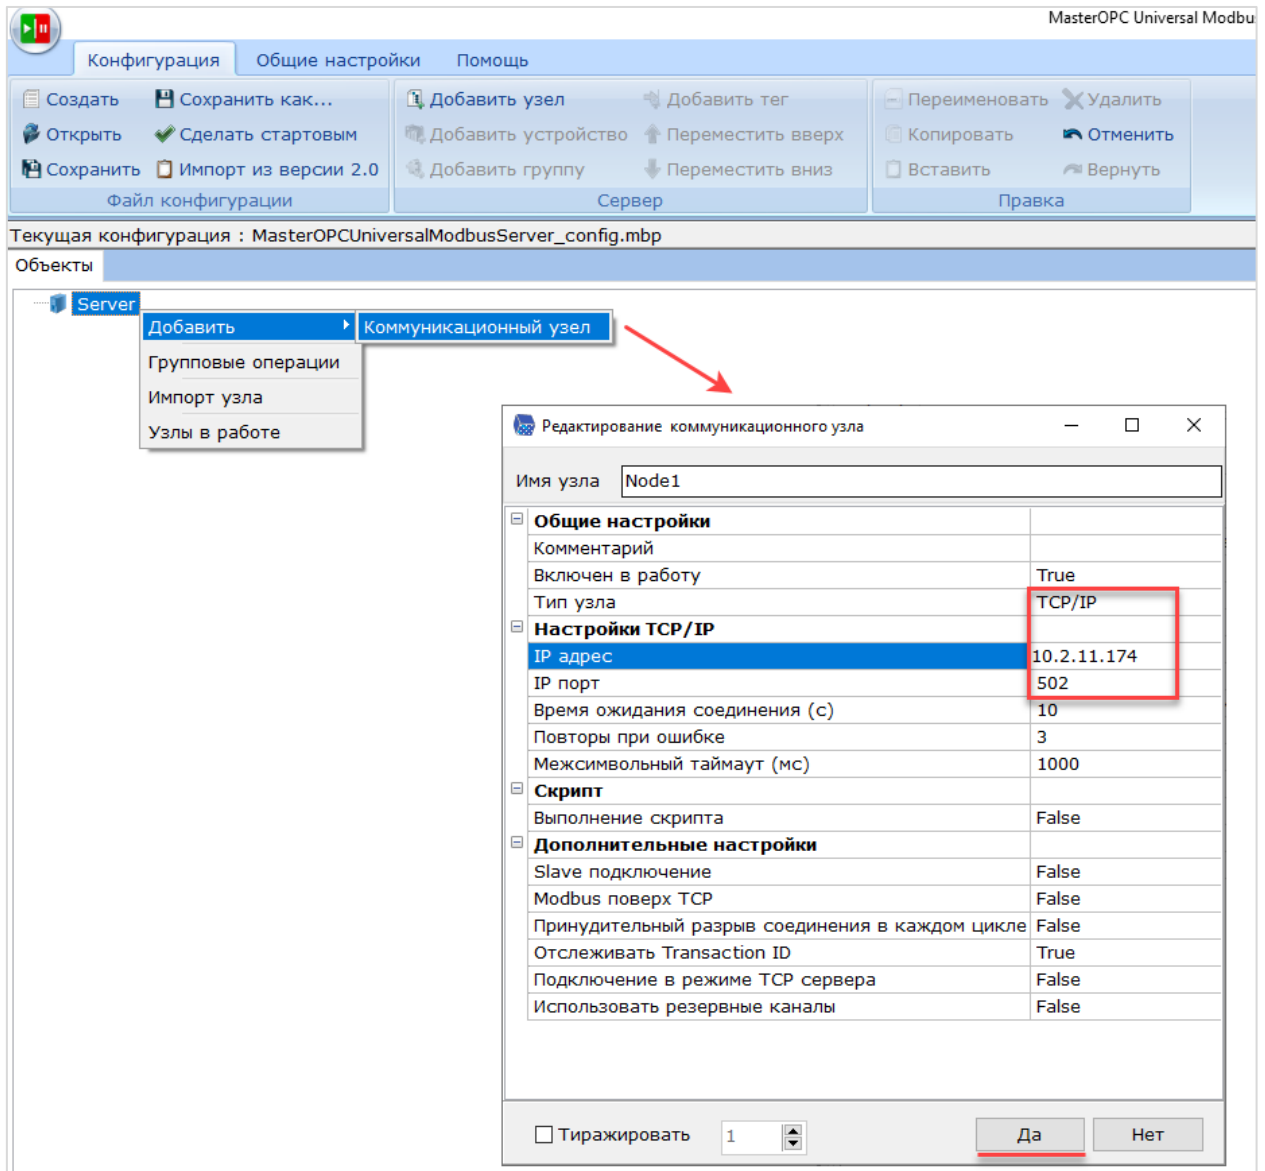 MasterOPC Universal Modbu
Конфигурация Общие настройки Помощь
Создать Сохранить как... Добавить узел Добавить тег Переименовать Удалить
Открыть Сделать стартовым Добавить устройство Переместить вверх Копировать Отменить
Сохранить Импорт из версии 2.0 Добавить группу Переместить вниз Вставить Вернуть
Файл конфигурации Сервер Правка
Текущая конфигурация : MasterOPCUniversalModbusServer_config.mbp
Объекты
Server
Добавить Коммуникационный узел
Групповые операции
Импорт узла
Узлы в работе
Редактирование коммуникационного узла
Имя узла Node1
Общие настройки
Комментарий
Включен в работу True
Тип узла TCP/IP
Настройки TCP/IP
IP адрес 10.2.11.174
IP порт 502
Время ожидания соединения (с) 10
Повторы при ошибке 3
Межсимвольный таймаут (мс) 1000
Скрипт
Выполнение скрипта False
Дополнительные настройки
Slave подключение False
Modbus поверх TCP False
Принудительный разрыв соединения в каждом цикле False
Отслеживать Transaction ID True
Подключение в режиме TCP сервера False
Использовать резервные каналы False
Тиражировать 1 Да Нет